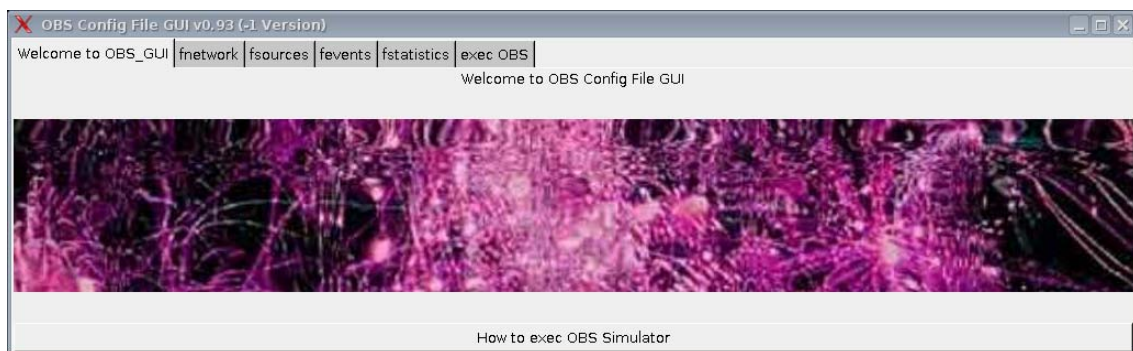 OBS Config File GUI v0.93 (-1 Version)
Welcome to OBS_GUI fnetwork fsources fevents fstatistics exec OBS
Welcome to OBS Config File GUI
How to exec OBS Simulator